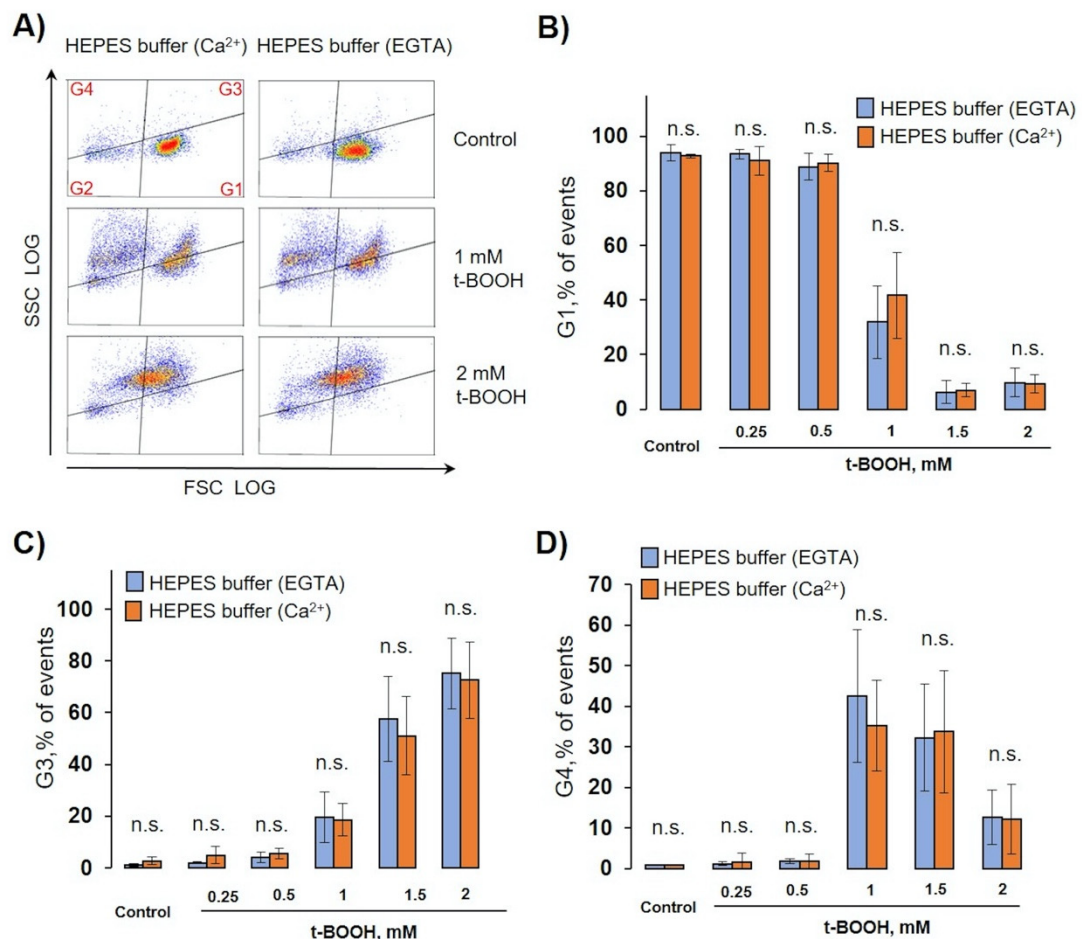 A)
HEPES buffer (Ca²⁺) HEPES buffer (EGTA)
G4 G3
G2 G1
Control
1 mM
t-BOOH
2 mM
t-BOOH
SSC LOG
FSC LOG
B)
HEPES buffer (EGTA)
HEPES buffer (Ca²⁺)
G1,% of events
100
80
60
40
20
0
n.s. n.s. n.s. n.s. n.s. n.s.
Control 0.25 0.5 1 1.5 2
t-BOOH, mM
C)
HEPES buffer (EGTA)
HEPES buffer (Ca²⁺)
G3,% of events
100
80
60
40
20
0
n.s. n.s. n.s. n.s. n.s. n.s.
Control 0.25 0.5 1 1.5 2
t-BOOH, mM
D)
HEPES buffer (EGTA)
HEPES buffer (Ca²⁺)
G4,% of events
70
60
50
40
30
20
10
0
n.s. n.s. n.s. n.s. n.s. n.s.
Control 0.25 0.5 1 1.5 2
t-BOOH, mM